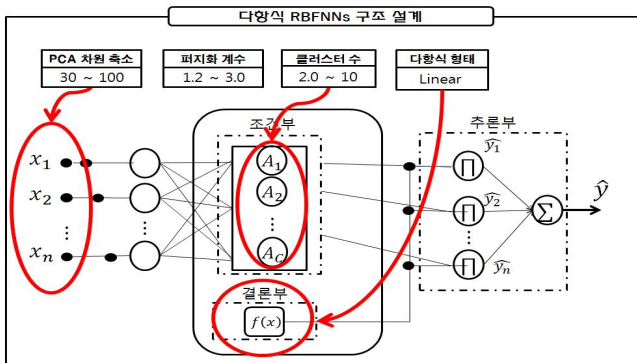 다항식 RBFNNs 구조 설계
PCA 차원 축소
30 ~ 100
퍼지화 계수
1.2 ~ 3.0
클러스터 수
2.0 ~ 10
다항식 형태
Linear
조건부
추론부
x₁
x₂
⋮
xₙ
⋮
A₁
A₂
⋮
A_C
∏
ŷ₁
∏
ŷ₂
⋮
∏
ŷₙ
∑
ŷ
결론부
f(x)